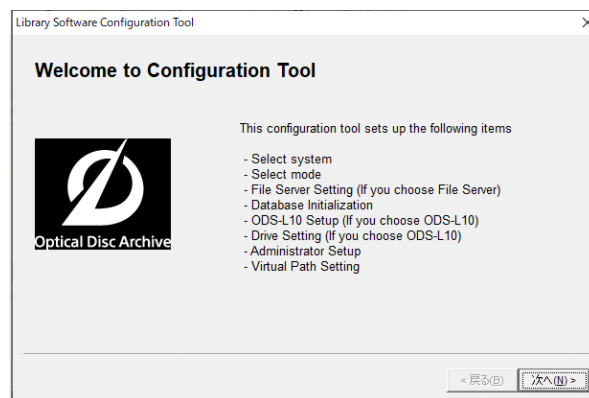 Library Software Configuration Tool
Welcome to Configuration Tool
This configuration tool sets up the following items
- Select system
- Select mode
- File Server Setting (If you choose File Server)
- Database Initialization
- ODS-L10 Setup (If you choose ODS-L10)
- Drive Setting (If you choose ODS-L10)
- Administrator Setup
- Virtual Path Setting
Optical Disc Archive
< 戻る(B)
次へ(N) >